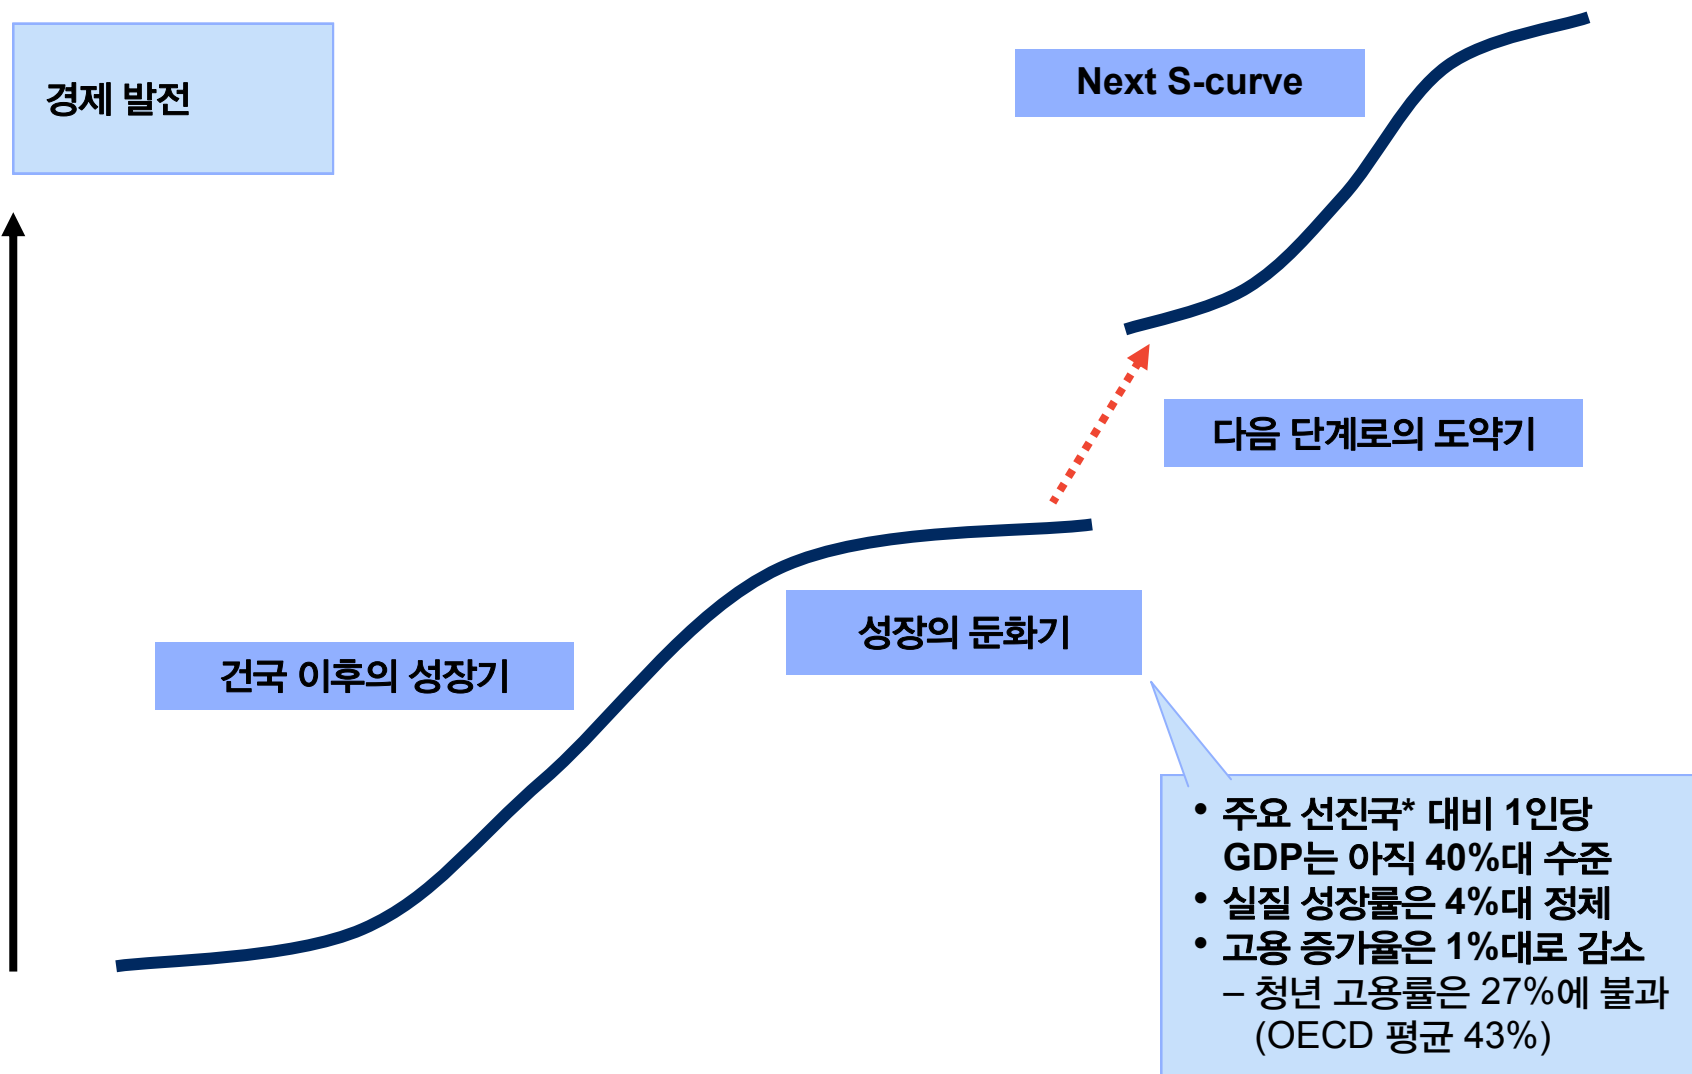 경제 발전
Next S-curve
다음 단계로의 도약기
성장의 둔화기
건국 이후의 성장기
• 주요 선진국* 대비 1인당
GDP는 아직 40%대 수준
• 실질 성장률은 4%대 정체
• 고용 증가율은 1%대로 감소
– 청년 고용률은 27%에 불과
(OECD 평균 43%)